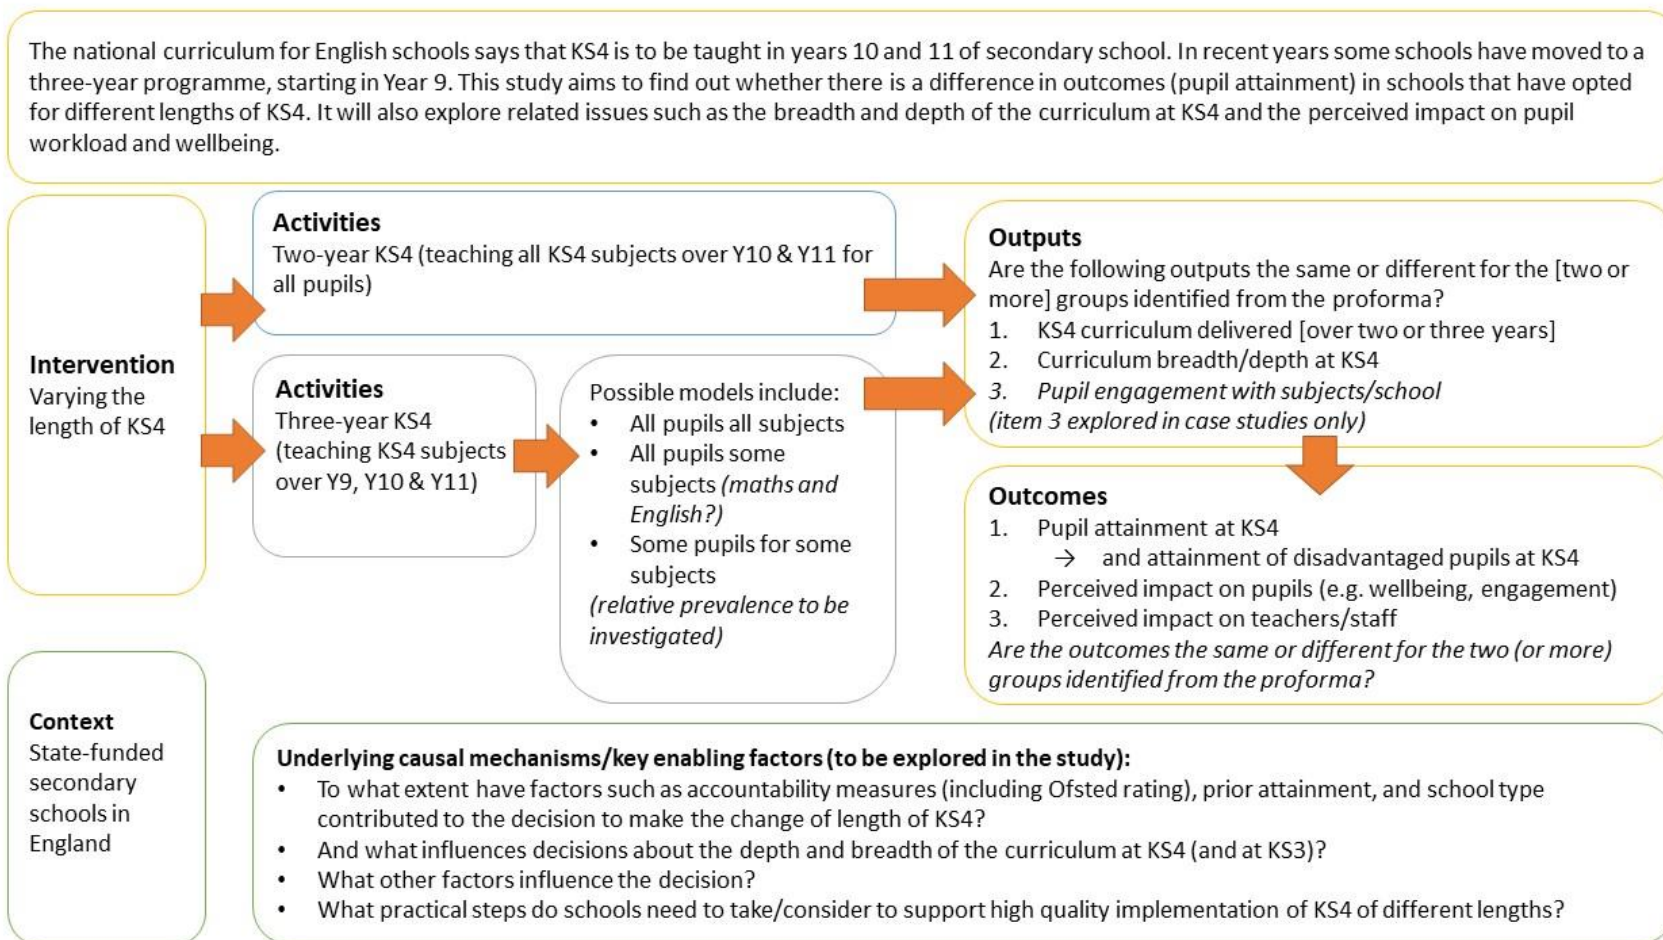 The national curriculum for English schools says that KS4 is to be taught in years 10 and 11 of secondary school. In recent years some schools have moved to a
three-year programme, starting in Year 9. This study aims to find out whether there is a difference in outcomes (pupil attainment) in schools that have opted
for different lengths of KS4. It will also explore related issues such as the breadth and depth of the curriculum at KS4 and the perceived impact on pupil
workload and wellbeing.
Intervention
Varying the
length of KS4
Activities
Two-year KS4 (teaching all KS4 subjects over Y10 & Y11 for
all pupils)
Activities
Three-year KS4
(teaching KS4 subjects
over Y9, Y10 & Y11)
Possible models include:
• All pupils all subjects
• All pupils some
subjects (maths and
English?)
• Some pupils for some
subjects
(relative prevalence to be
investigated)
Outputs
Are the following outputs the same or different for the [two or
more] groups identified from the proforma?
1. KS4 curriculum delivered [over two or three years]
2. Curriculum breadth/depth at KS4
3. Pupil engagement with subjects/school
(item 3 explored in case studies only)
Outcomes
1. Pupil attainment at KS4
→ and attainment of disadvantaged pupils at KS4
2. Perceived impact on pupils (e.g. wellbeing, engagement)
3. Perceived impact on teachers/staff
Are the outcomes the same or different for the two (or more)
groups identified from the proforma?
Context
State-funded
secondary
schools in
England
Underlying causal mechanisms/key enabling factors (to be explored in the study):
• To what extent have factors such as accountability measures (including Ofsted rating), prior attainment, and school type
contributed to the decision to make the change of length of KS4?
• And what influences decisions about the depth and breadth of the curriculum at KS4 (and at KS3)?
• What other factors influence the decision?
• What practical steps do schools need to take/consider to support high quality implementation of KS4 of different lengths?